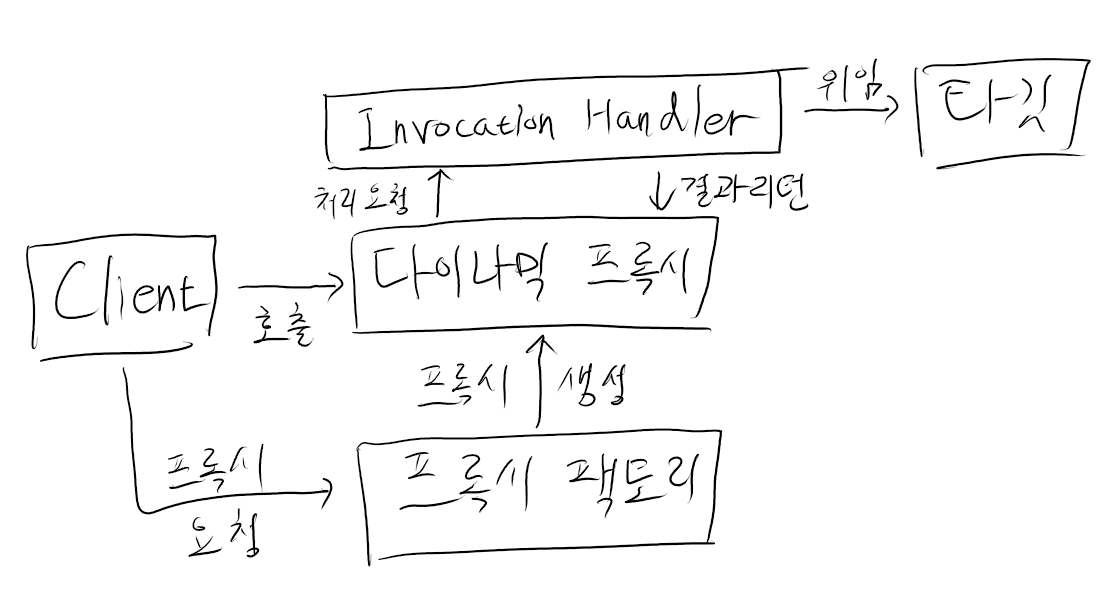 Invocation Handler
위임
타깃
처리 요청
결과리턴
Client
호출
다이나믹 프록시
프록시 생성
프록시
요청
프록시 팩토리